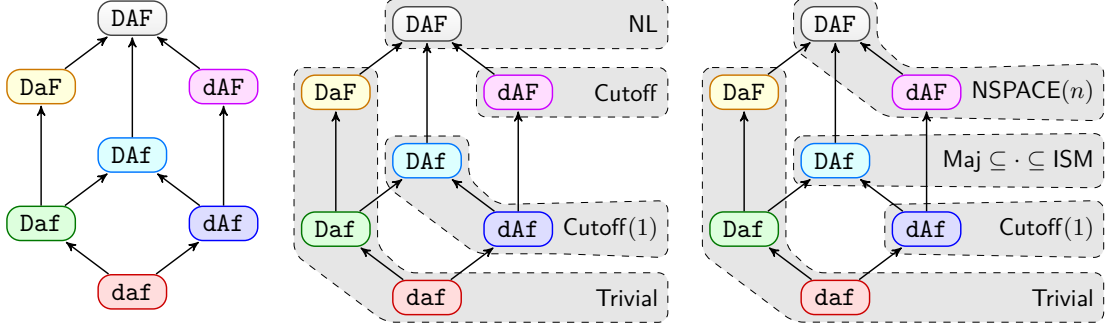 DAF
DaF
dAF
DAf
Daf
dAf
daf
DAF
NL
DaF
dAF
Cutoff
DAf
Daf
dAf
Cutoff(1)
daf
Trivial
DAF
DaF
dAF
NSPACE(n)
DAf
Maj ⊆ · ⊆ ISM
Daf
dAf
Cutoff(1)
daf
Trivial